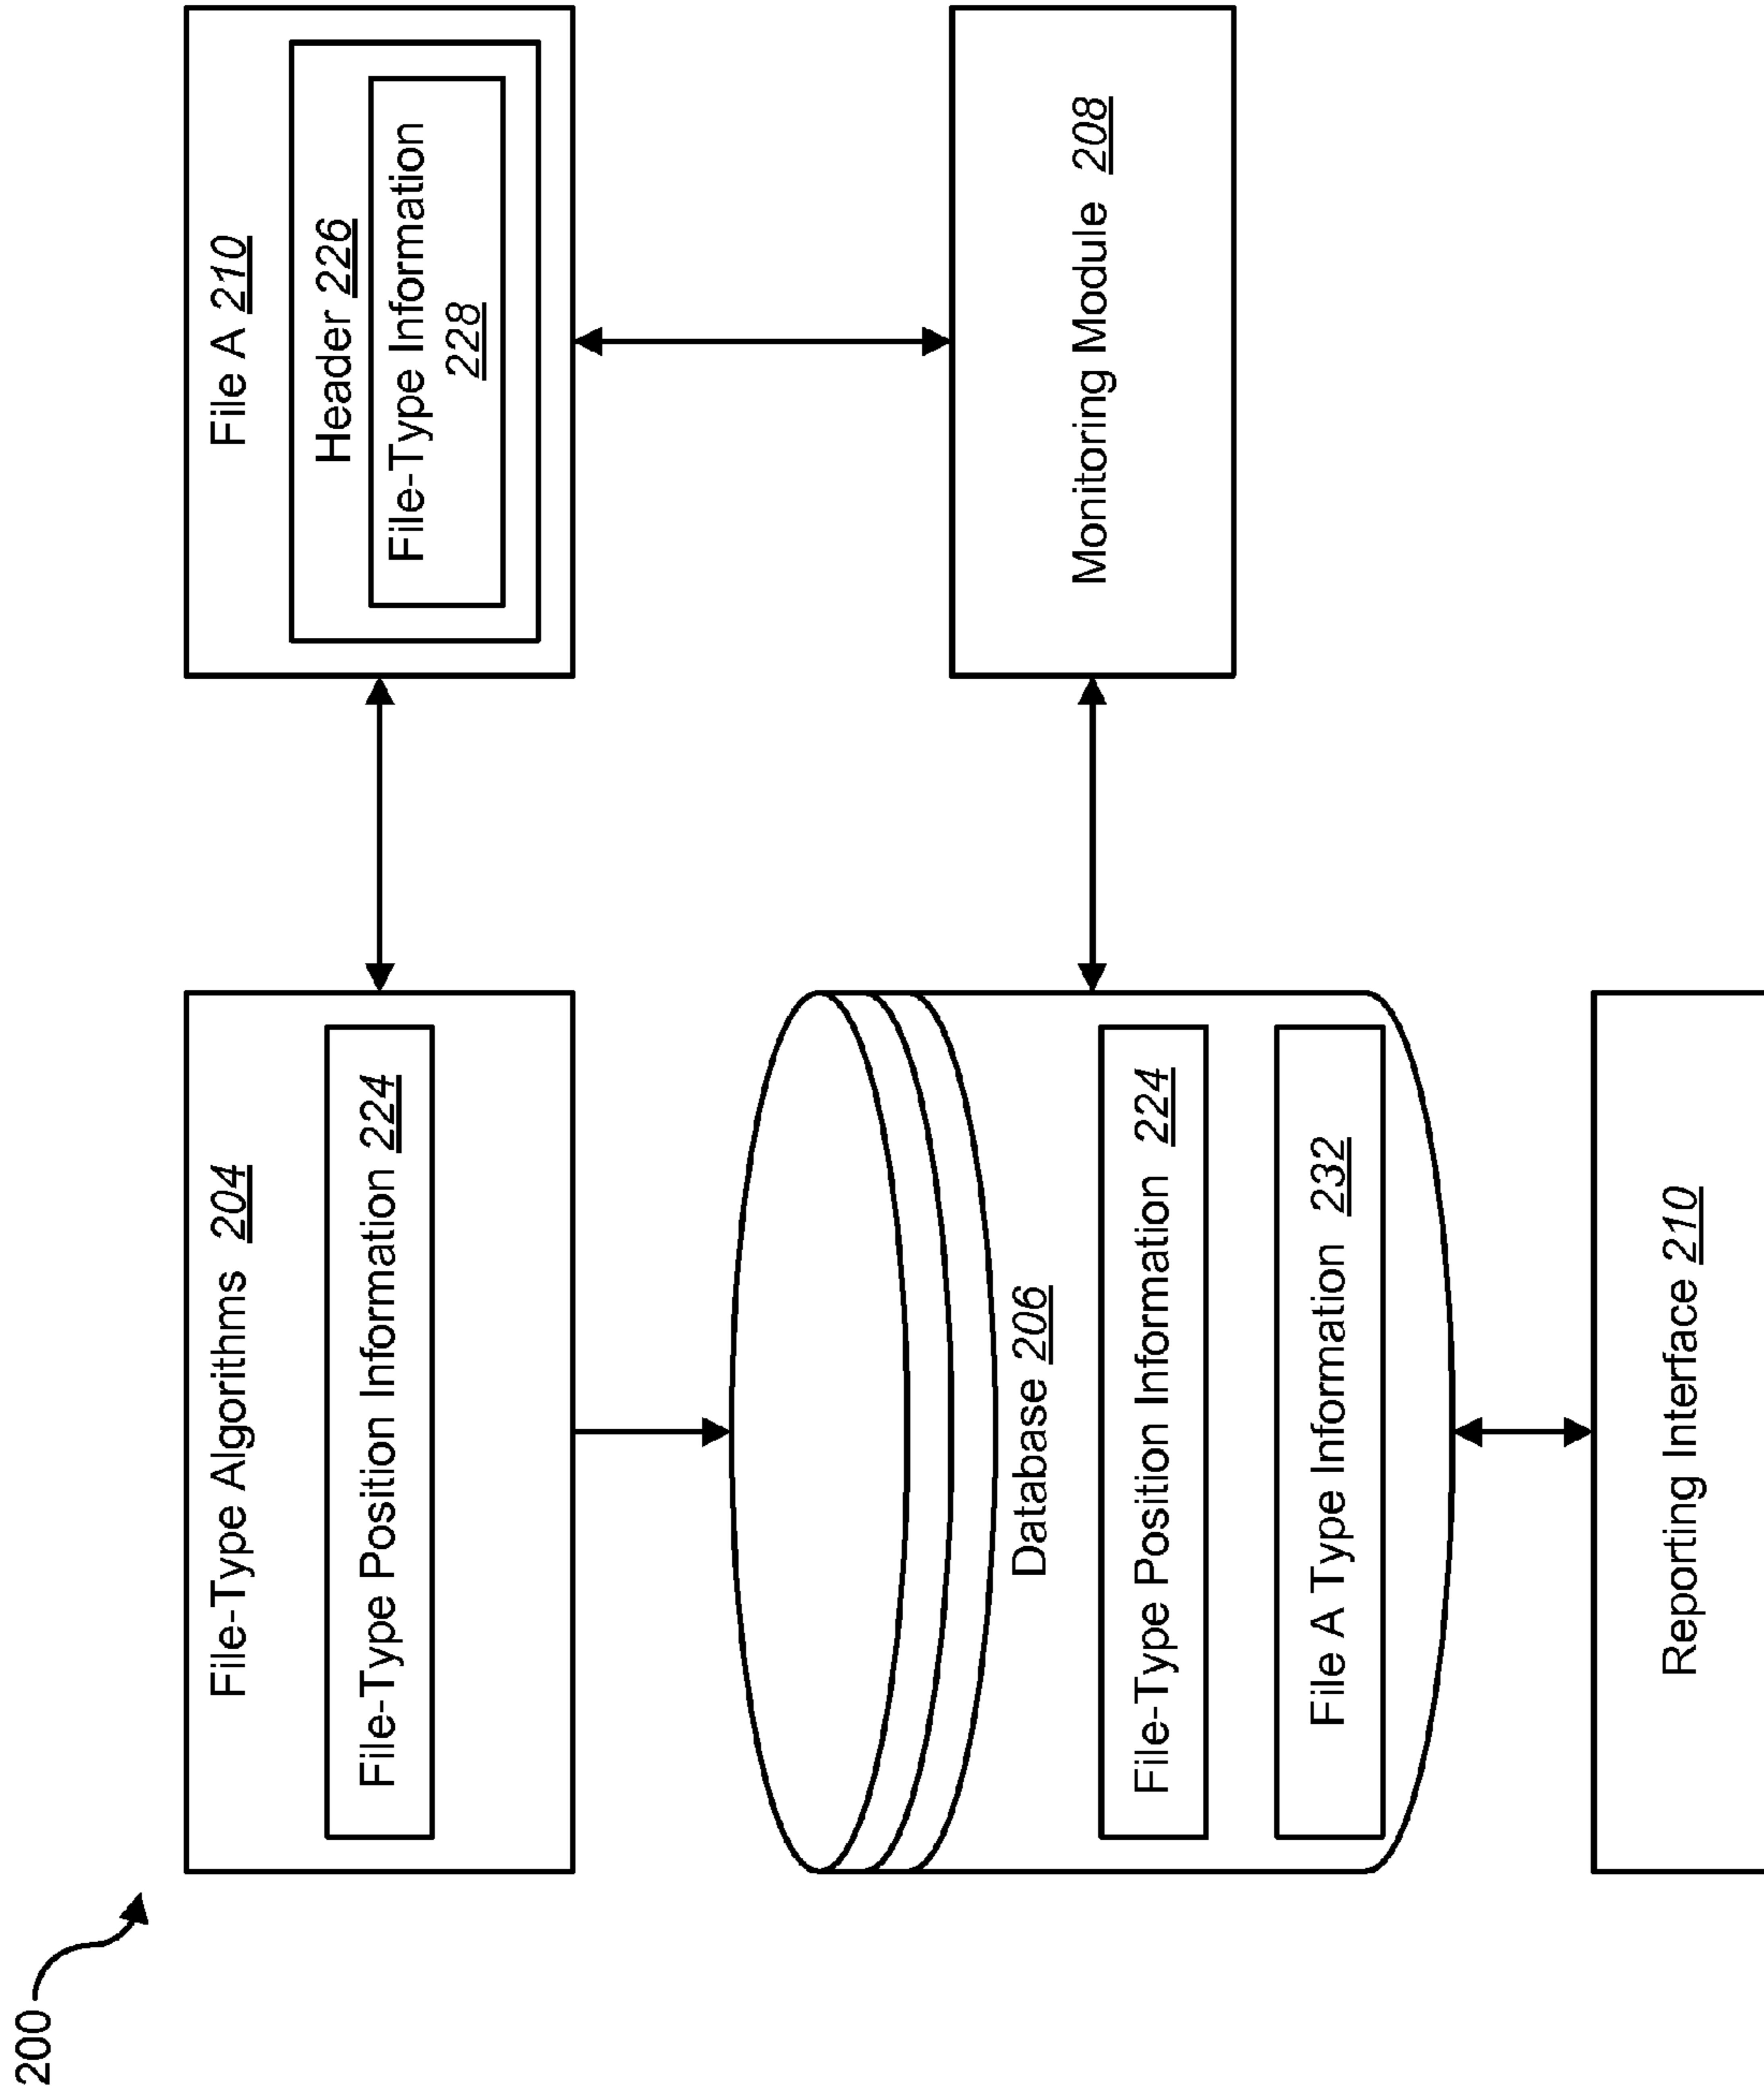 200
File-Type Algorithms 204
File-Type Position Information 224
File A 210
Header 226
File-Type Information
228
Database 206
File-Type Position Information 224
File A Type Information 232
Monitoring Module 208
Reporting Interface 210